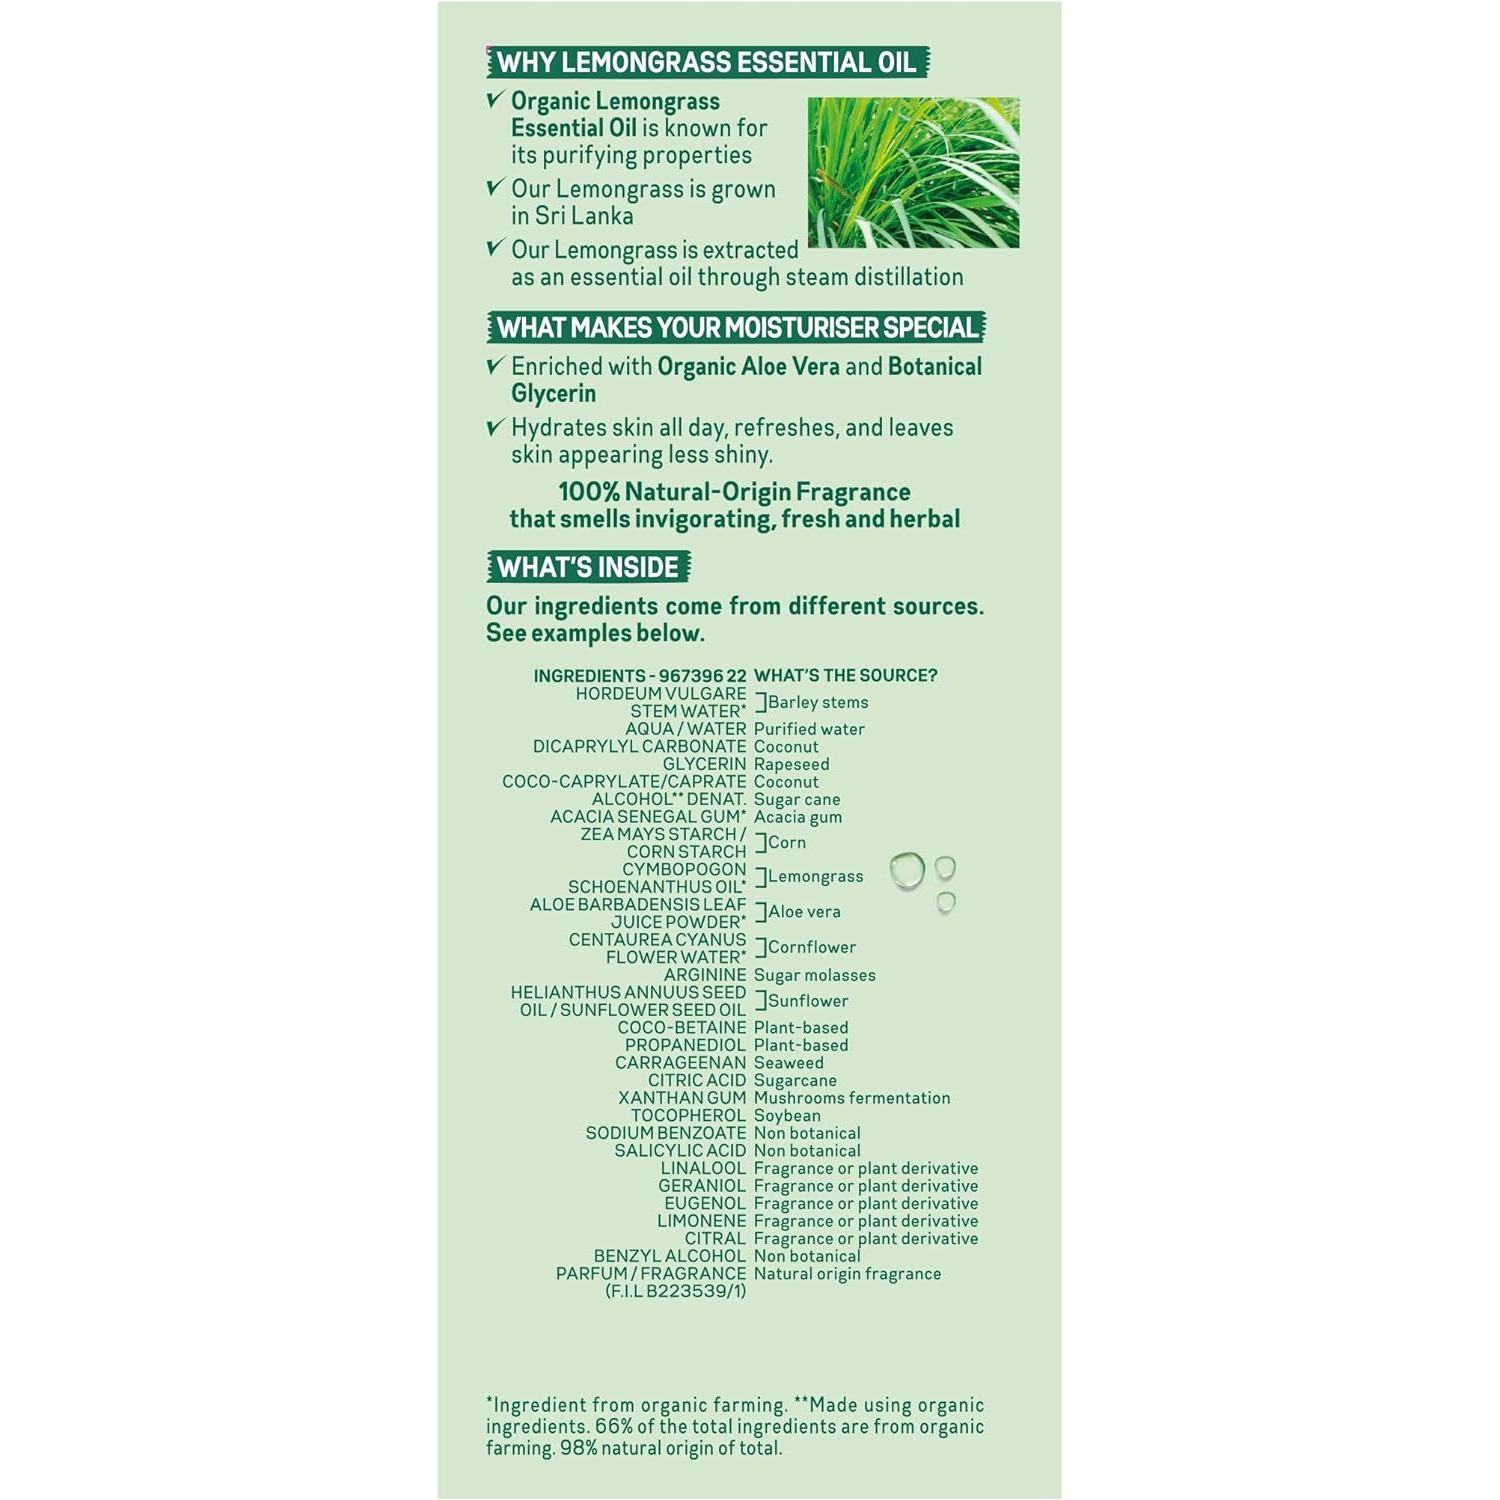 WHY LEMONGRASS ESSENTIAL OIL
Organic Lemongrass
Essential Oil is known for
its purifying properties
Our Lemongrass is grown
in Sri Lanka
Our Lemongrass is extracted
as an essential oil through steam distillation
WHAT MAKES YOUR MOISTURISER SPECIAL
Enriched with Organic Aloe Vera and Botanical
Glycerin
Hydrates skin all day, refreshes, and leaves
skin appearing less shiny.
100% Natural-Origin Fragrance
that smells invigorating, fresh and herbal
WHAT'S INSIDE
Our ingredients come from different sources.
See examples below.
INGREDIENTS - 967396 22 WHAT'S THE SOURCE?
HORDEUM VULGARE
STEM WATER* Barley stems
AQUA / WATER Purified water
DICAPRYLYL CARBONATE Coconut
GLYCERIN Rapeseed
COCO-CAPRYLATE/CAPRATE Coconut
ALCOHOL** DENAT. Sugar cane
ACACIA SENEGAL GUM* Acacia gum
ZEA MAYS STARCH /
CORN STARCH Corn
CYMBOPOGON
SCHOENANTHUS OIL* Lemongrass
ALOE BARBADENSIS LEAF
JUICE POWDER* Aloe vera
CENTAUREA CYANUS
FLOWER WATER* Cornflower
ARGININE Sugar molasses
HELIANTHUS ANNUUS SEED
OIL / SUNFLOWER SEED OIL Sunflower
COCO-BETAINE Plant-based
PROPANEDIOL Plant-based
CARRAGEENAN Seaweed
CITRIC ACID Sugarcane
XANTHAN GUM Mushrooms fermentation
TOCOPHEROL Soybean
SODIUM BENZOATE Non botanical
SALICYLIC ACID Non botanical
LINALOOL Fragrance or plant derivative
GERANIOL Fragrance or plant derivative
EUGENOL Fragrance or plant derivative
LIMONENE Fragrance or plant derivative
CITRAL Fragrance or plant derivative
BENZYL ALCOHOL Non botanical
PARFUM / FRAGRANCE Natural origin fragrance
(F.I.L B223539/1)
*Ingredient from organic farming. **Made using organic
ingredients. 66% of the total ingredients are from organic
farming. 98% natural origin of total.